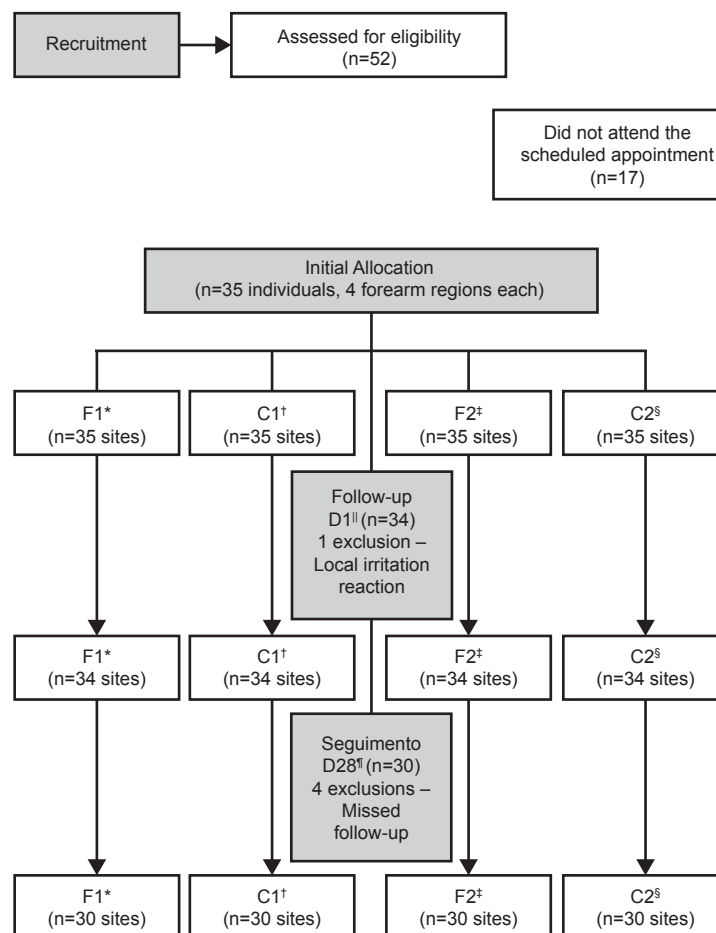 Recruitment
Assessed for eligibility
(n=52)
Did not attend the
scheduled appointment
(n=17)
Initial Allocation
(n=35 individuals, 4 forearm regions each)
F1*
(n=35 sites)
C1†
(n=35 sites)
F2‡
(n=35 sites)
C2§
(n=35 sites)
Follow-up
D1|| (n=34)
1 exclusion –
Local irritation
reaction
F1*
(n=34 sites)
C1†
(n=34 sites)
F2‡
(n=34 sites)
C2§
(n=34 sites)
Seguimento
D28¶ (n=30)
4 exclusions –
Missed
follow-up
F1*
(n=30 sites)
C1†
(n=30 sites)
F2‡
(n=30 sites)
C2§
(n=30 sites)